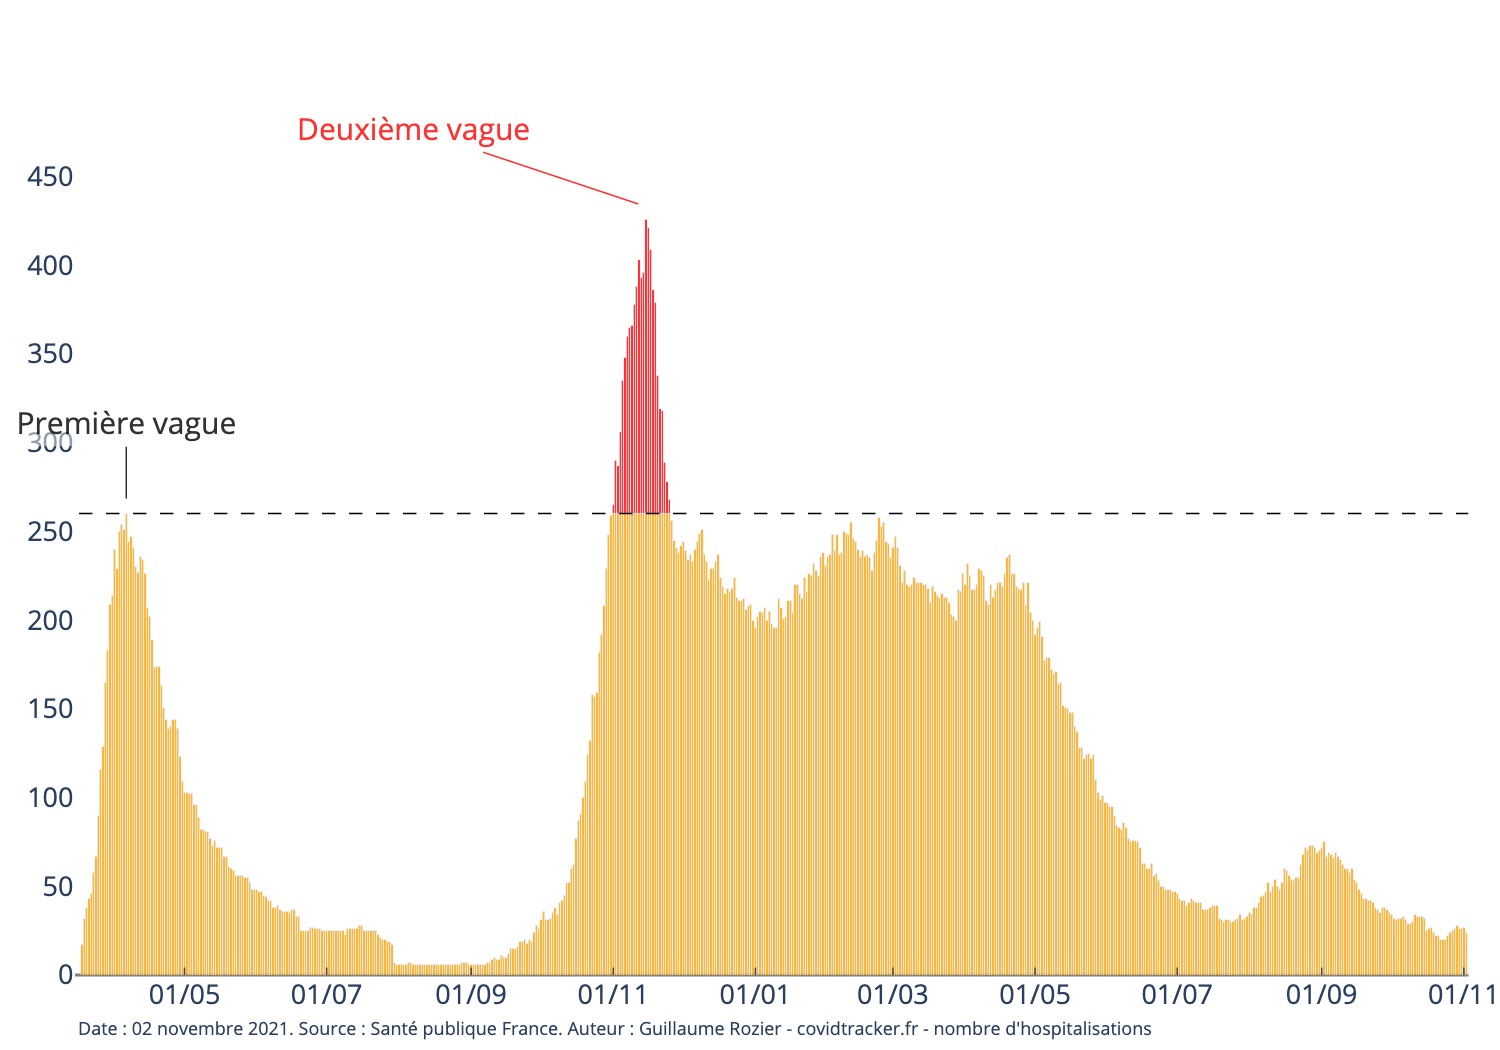 Deuxième vague
450
400
350
Première vague
300
250
200
150
100
50
0
01/05 01/07 01/09 01/11 01/01 01/03 01/05 01/07 01/09 01/11
Date : 02 novembre 2021. Source : Santé publique France. Auteur : Guillaume Rozier - covidtracker.fr - nombre d'hospitalisations